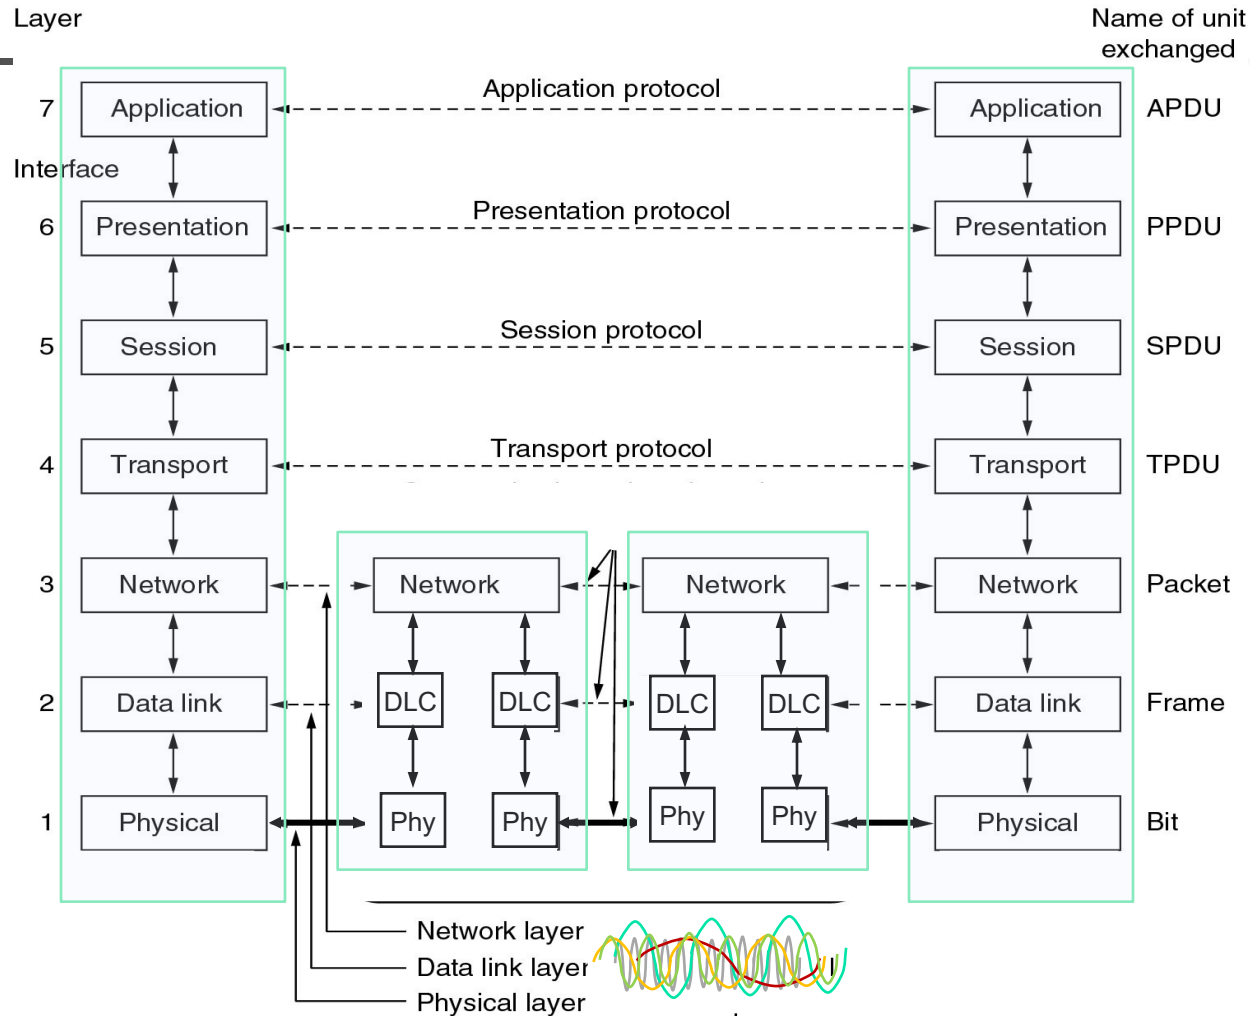 Layer
Name of unit
exchanged
7
Application
Application protocol
Application
APDU
Interface
6
Presentation
Presentation protocol
Presentation
PPDU
5
Session
Session protocol
Session
SPDU
4
Transport
Transport protocol
Transport
TPDU
3
Network
Network
Network
Network
Packet
2
Data link
DLC
DLC
DLC
DLC
Data link
Frame
1
Physical
Phy
Phy
Phy
Phy
Physical
Bit
Network layer
Data link layer
Physical layer